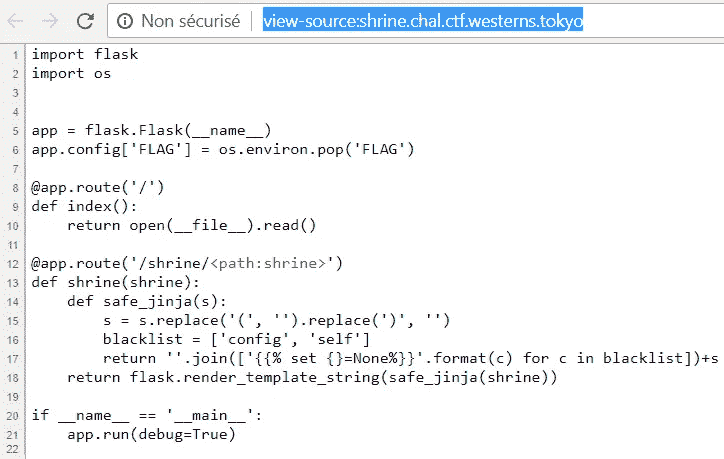 Non sécurisé | view-source:shrine.chal.ctf.westerns.tokyo
1 import flask
2 import os
3
4
5 app = flask.Flask(__name__)
6 app.config['FLAG'] = os.environ.pop('FLAG')
7
8 @app.route('/')
9 def index():
10     return open(__file__).read()
11
12 @app.route('/shrine/<path:shrine>')
13 def shrine(shrine):
14     def safe_jinja(s):
15         s = s.replace('(', '').replace(')', '')
16         blacklist = ['config', 'self']
17         return ''.join(['{{% set {}=None%}}'.format(c) for c in blacklist])+s
18     return flask.render_template_string(safe_jinja(shrine))
19
20 if __name__ == '__main__':
21     app.run(debug=True)
22